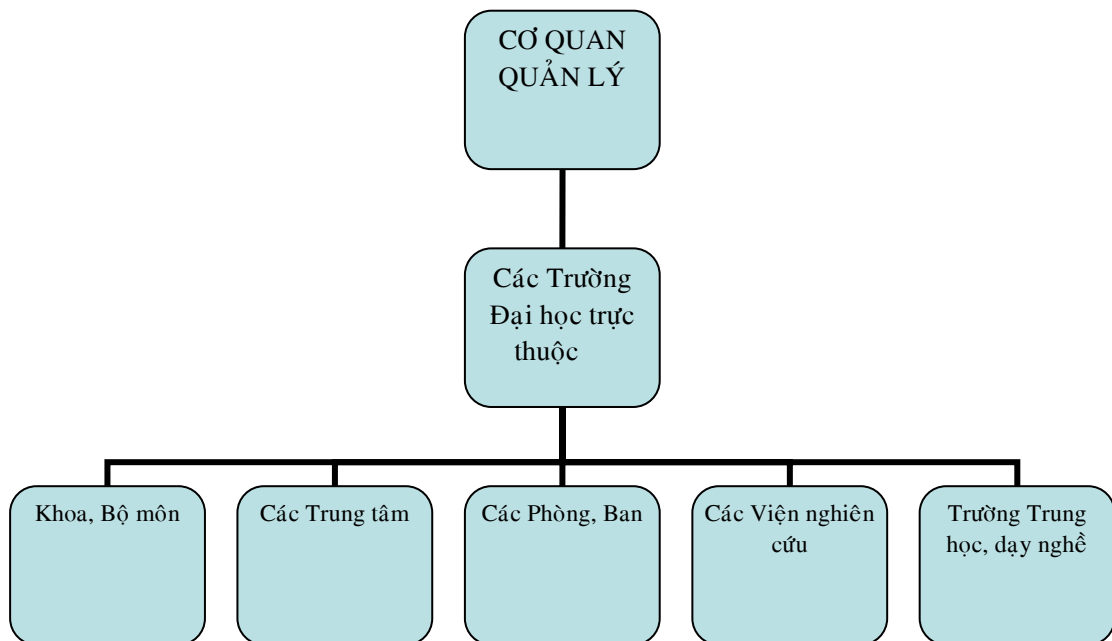 CƠ QUAN
QUẢN LÝ
Các Trường
Đại học trực
thuộc
Khoa, Bộ môn
Các Trung tâm
Các Phòng, Ban
Các Viện nghiên
cứu
Trường Trung
học, dạy nghề